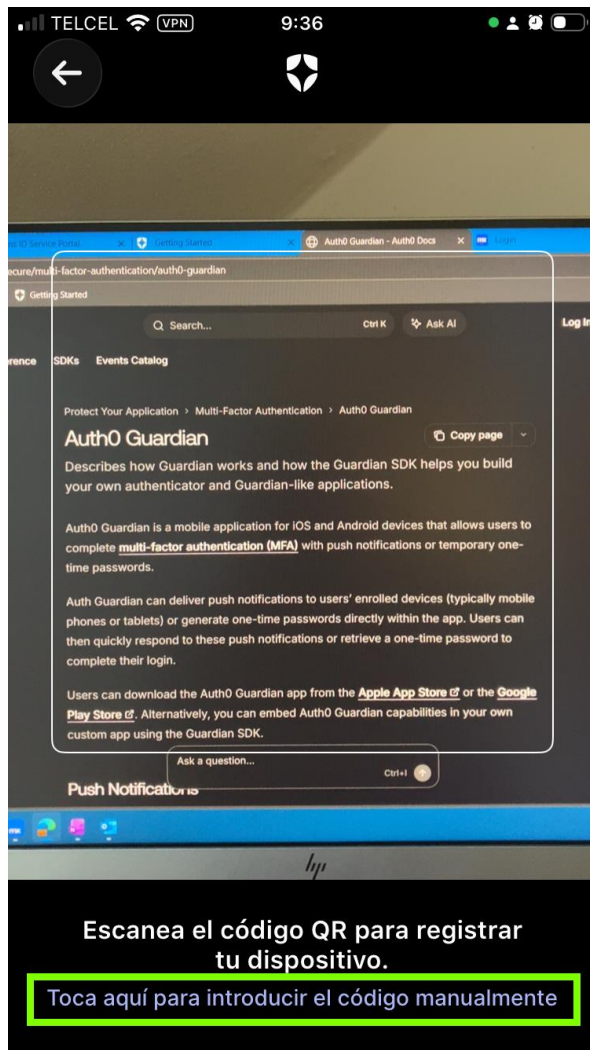 TELCEL VPN 9:36
ID Service Portal × Getting Started × Auth0 Guardian - Auth0 Docs × Login
ecure/multi-factor-authentication/auth0-guardian
Getting Started
Search... Ctrl K Ask AI Log In
erence SDKs Events Catalog
Protect Your Application > Multi-Factor Authentication > Auth0 Guardian
Auth0 Guardian Copy page
Describes how Guardian works and how the Guardian SDK helps you build
your own authenticator and Guardian-like applications.
Auth0 Guardian is a mobile application for iOS and Android devices that allows users to
complete multi-factor authentication (MFA) with push notifications or temporary one-
time passwords.
Auth Guardian can deliver push notifications to users' enrolled devices (typically mobile
phones or tablets) or generate one-time passwords directly within the app. Users can
then quickly respond to these push notifications or retrieve a one-time password to
complete their login.
Users can download the Auth0 Guardian app from the Apple App Store or the Google
Play Store. Alternatively, you can embed Auth0 Guardian capabilities in your own
custom app using the Guardian SDK.
Ask a question...
Ctrl+I
Push Notifications
hp
Escanea el código QR para registrar
tu dispositivo.
Toca aquí para introducir el código manualmente